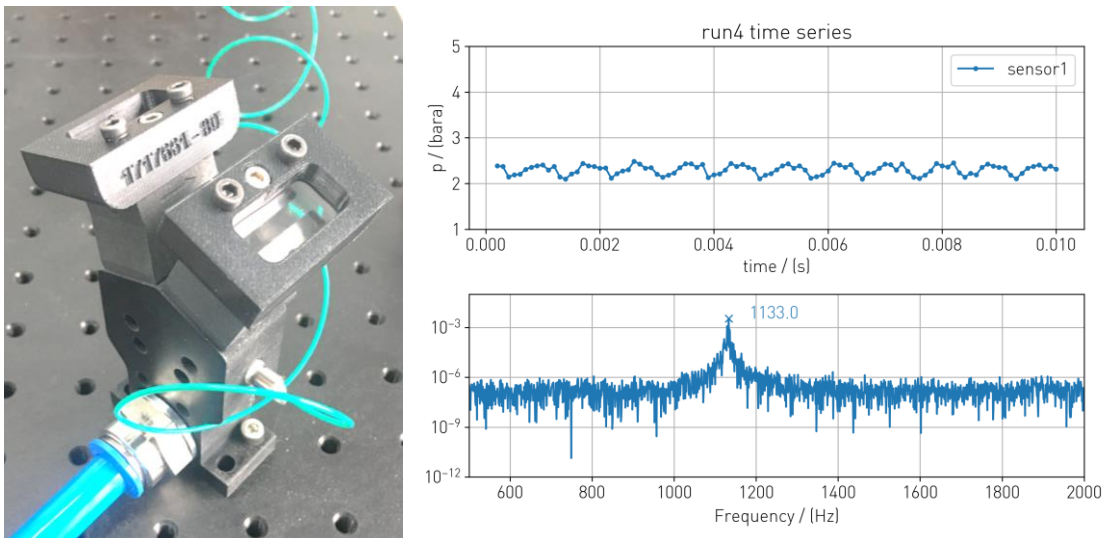 1717631-80
run4 time series
sensor1
p / (bara)
5
4
3
2
1
0.000 0.002 0.004 0.006 0.008 0.010
time / (s)
1133.0
10⁻³
10⁻⁶
10⁻⁹
10⁻¹²
600 800 1000 1200 1400 1600 1800 2000
Frequency / (Hz)